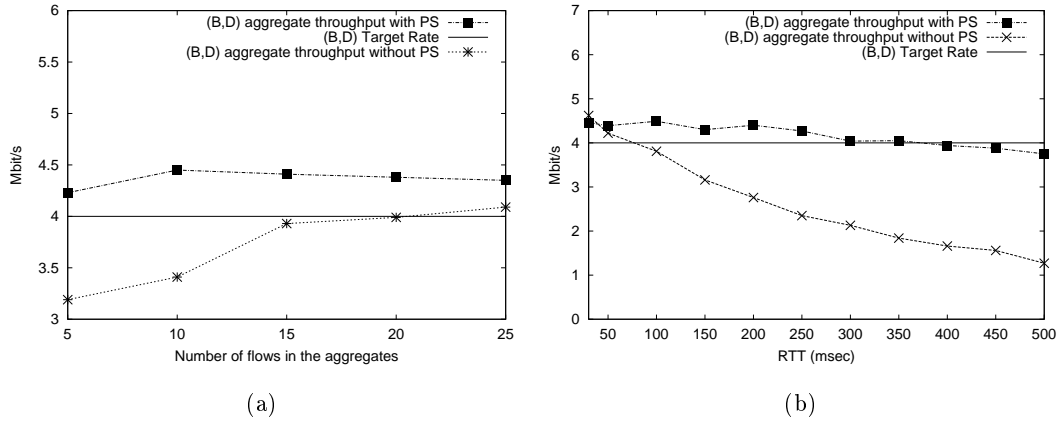 6
5.5
5
4.5
4
3.5
3
Mbit/s
(B,D) aggregate throughput with PS
(B,D) Target Rate
(B,D) aggregate throughput without PS
5 10 15 20 25
Number of flows in the aggregates
(a)
7
6
5
4
3
2
1
0
Mbit/s
(B,D) aggregate throughput with PS
(B,D) aggregate throughput without PS
(B,D) Target Rate
50 100 150 200 250 300 350 400 450 500
RTT (msec)
(b)